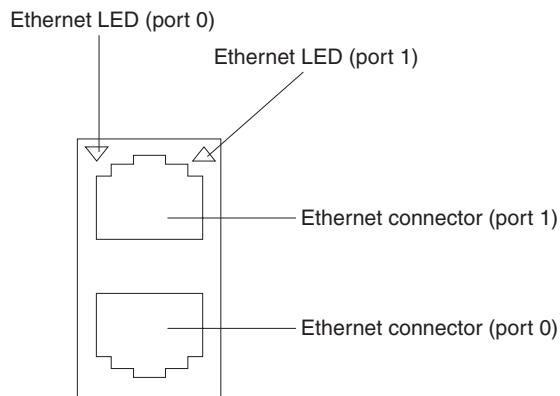 Ethernet LED (port 0)
Ethernet LED (port 1)
Ethernet connector (port 1)
Ethernet connector (port 0)